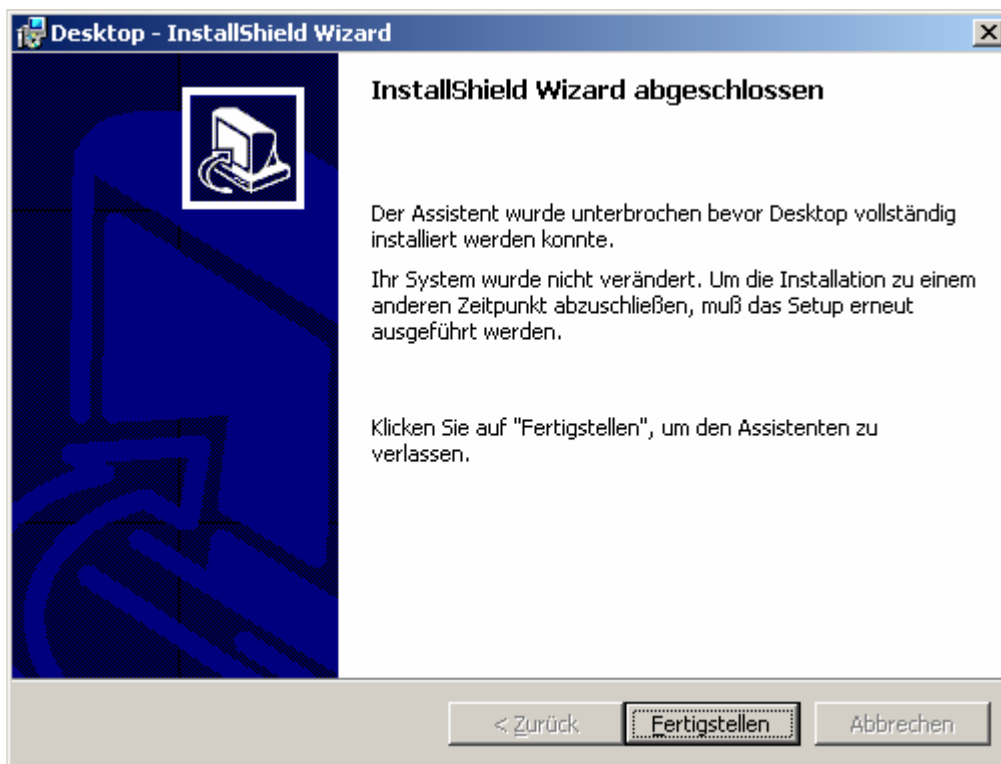 Desktop - InstallShield Wizard
InstallShield Wizard abgeschlossen
Der Assistent wurde unterbrochen bevor Desktop vollständig
installiert werden konnte.
Ihr System wurde nicht verändert. Um die Installation zu einem
anderen Zeitpunkt abzuschließen, muß das Setup erneut
ausgeführt werden.
Klicken Sie auf "Fertigstellen", um den Assistenten zu
verlassen.
< Zurück Fertigstellen Abbrechen